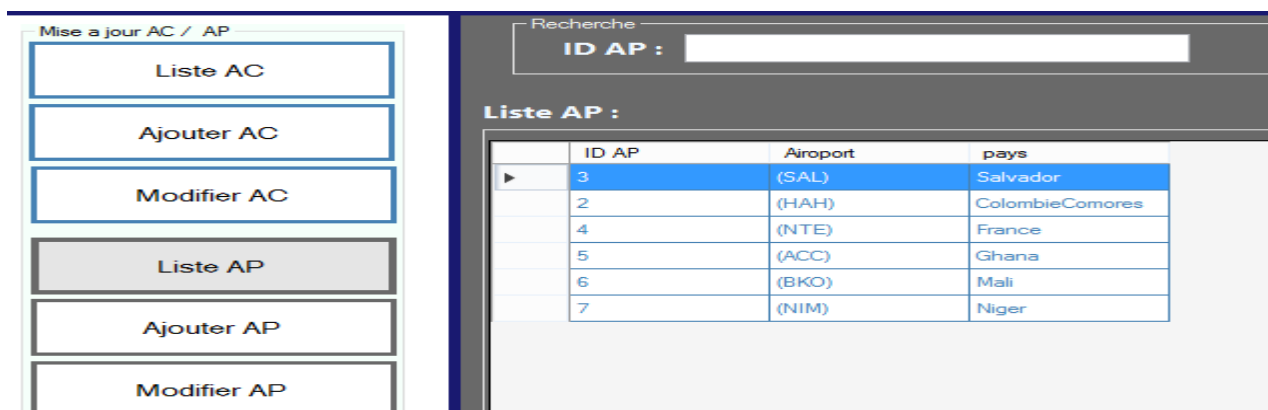 Mise a jour AC / AP
Liste AC
Ajouter AC
Modifier AC
Liste AP
Ajouter AP
Modifier AP
Recherche
ID AP :
Liste AP :
ID AP Airoport pays
3 (SAL) Salvador
2 (HAH) ColombieComores
4 (NTE) France
5 (ACC) Ghana
6 (BKO) Mali
7 (NIM) Niger